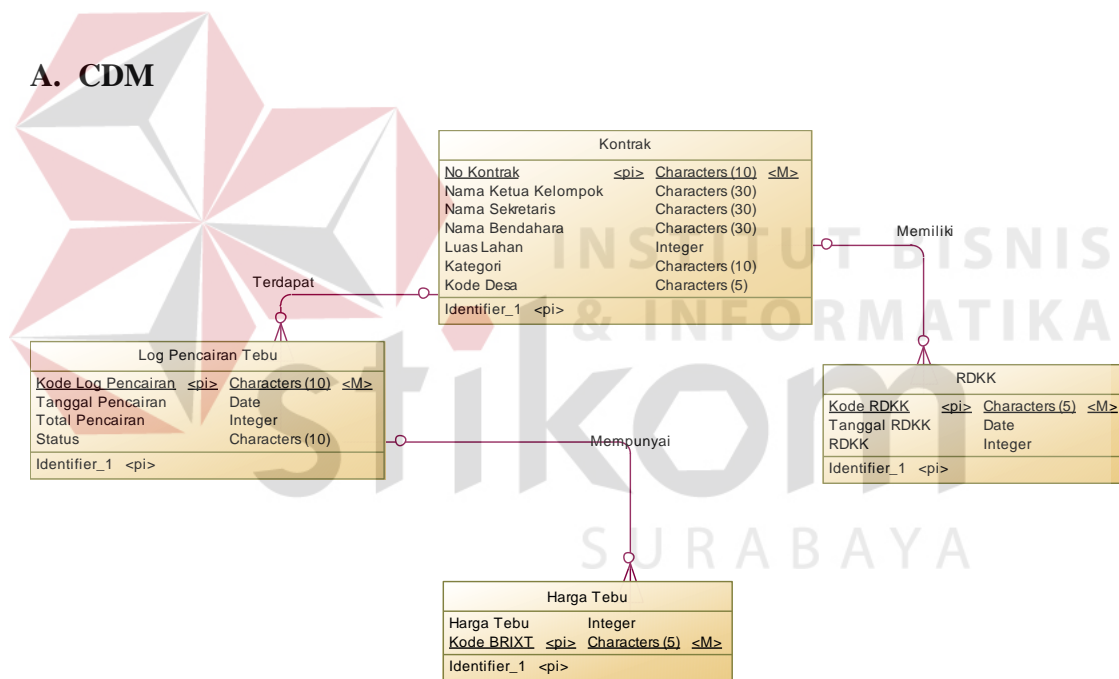 A. CDM
Kontrak
No Kontrak <pi> Characters (10) <M>
Nama Ketua Kelompok Characters (30)
Nama Sekretaris Characters (30)
Nama Bendahara Characters (30)
Luas Lahan Integer
Kategori Characters (10)
Kode Desa Characters (5)
Identifier_1 <pi>
Memiliki
Terdapat
INSTITUT BISNIS
& INFORMATIKA
stikom
SURABAYA
Log Pencairan Tebu
Kode Log Pencairan <pi> Characters (10) <M>
Tanggal Pencairan Date
Total Pencairan Integer
Status Characters (10)
Identifier_1 <pi>
RDKK
Kode RDKK <pi> Characters (5) <M>
Tanggal RDKK Date
RDKK Integer
Identifier_1 <pi>
Mempunyai
Harga Tebu
Harga Tebu Integer
Kode BRIXT <pi> Characters (5) <M>
Identifier_1 <pi>